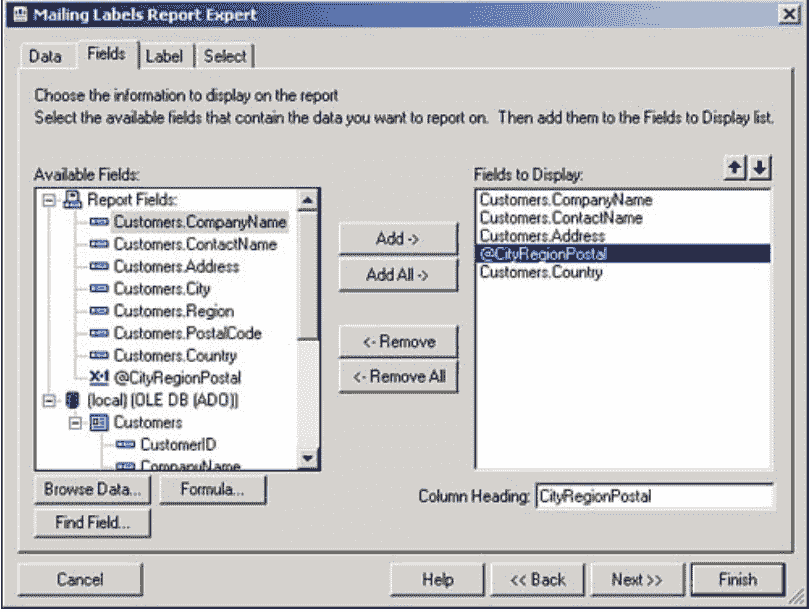 Mailing Labels Report Expert
Data Fields Label Select
Choose the information to display on the report
Select the available fields that contain the data you want to report on. Then add them to the Fields to Display list.
Available Fields:
Report Fields:
Customers.CompanyName
Customers.ContactName
Customers.Address
Customers.City
Customers.Region
Customers.PostalCode
Customers.Country
X+1 @CityRegionPostal
(local) (OLE DB (ADO))
Customers
CustomerID
CompanyName
Browse Data...
Formula...
Find Field...
Add ->
Add All ->
<- Remove
<- Remove All
Fields to Display:
Customers.CompanyName
Customers.ContactName
Customers.Address
@CityRegionPostal
Customers.Country
Column Heading: CityRegionPostal
Cancel
Help
<< Back
Next >>
Finish